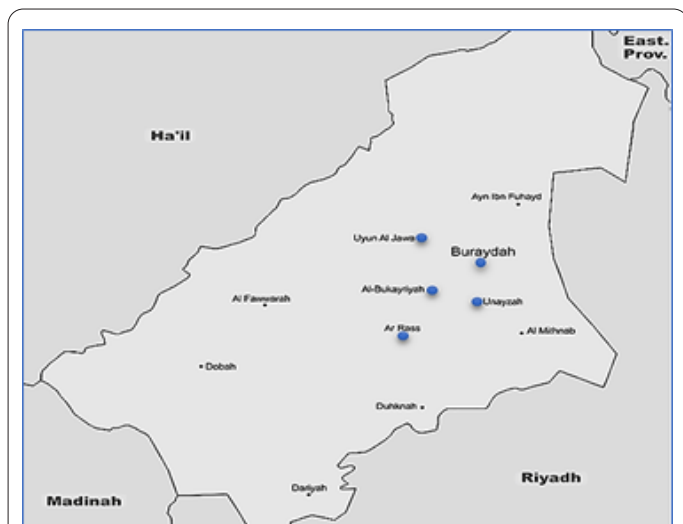 East.
Prov.
Ha'il
Ayn Ibn Fuhayd
Uyun Al Jawa
Buraydah
Al-Bukayriyah
Al Fawwarah
Unayzah
Ar Rass
Al Mithnab
Dobah
Duhknah
Riyadh
Dariyah
Madinah